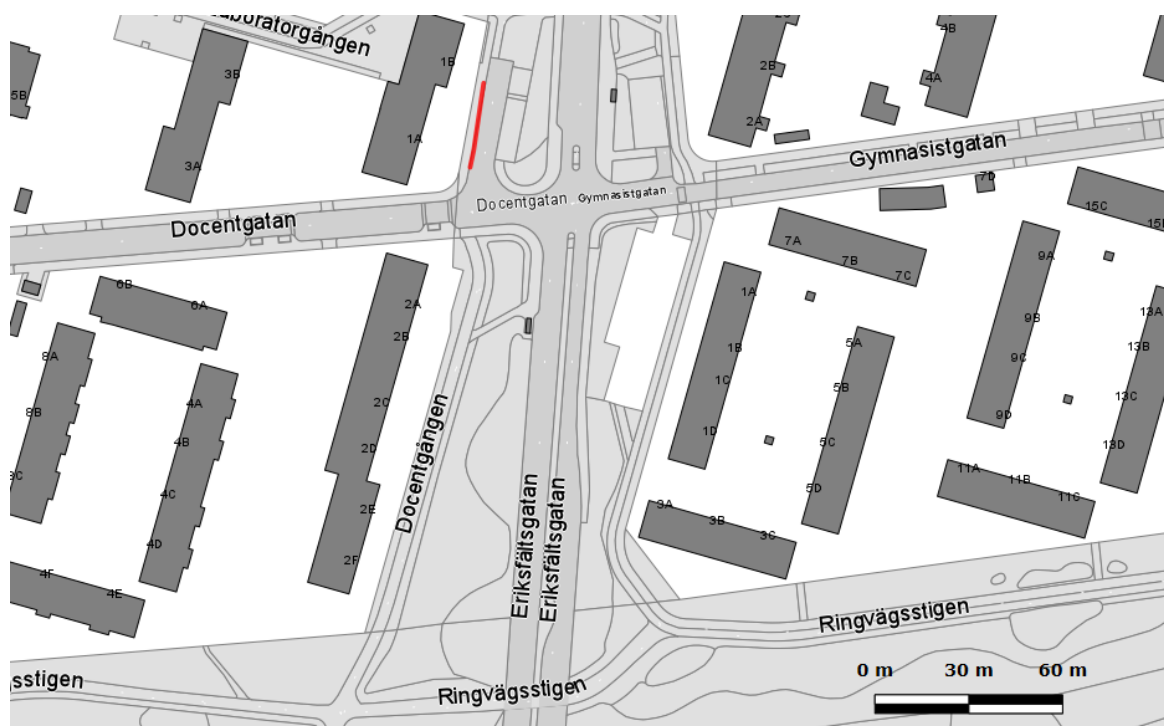 Laboratorgången
1B
3B
5B
1A
3A
2C
2B
2A
4B
4A
Gymnasistgatan
7D
Docentgatan
Docentgatan Gymnasistgatan
15C
7A
7B
7C
9A
6B
6A
2A
1A
9B
13A
2B
1B
5A
13B
8A
9C
1C
5B
13C
4A
2C
8B
1D
9D
4B
2D
5C
13D
11A
4C
5D
11B
11C
2E
3A
3B
3C
4D
2F
4F
4E
Docentgången
Eriksfältsgatan
Eriksfältsgatan
Ringvägsstigen
Ringvägsstigen
sstigen
0 m 30 m 60 m